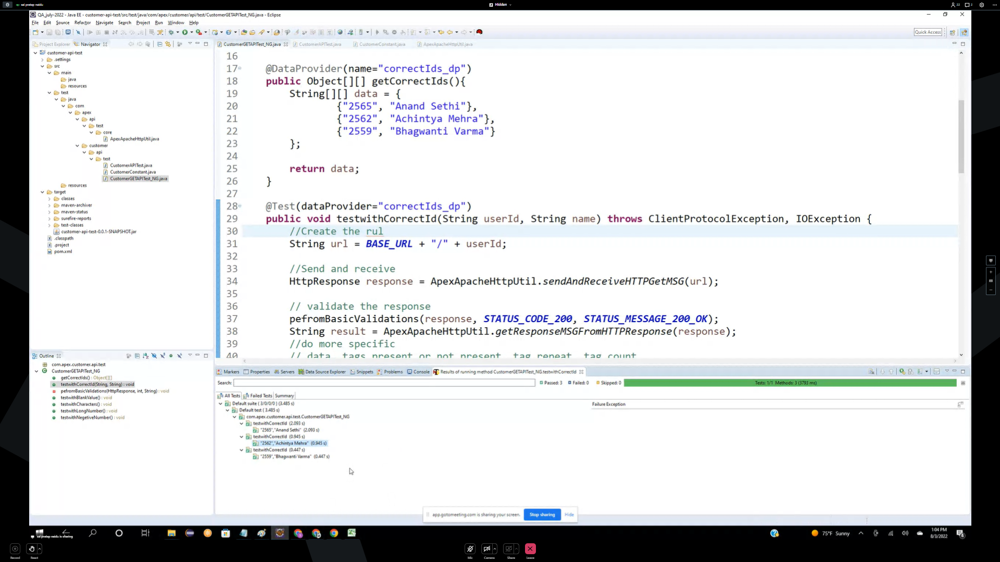 sai pratap naidu
Hidden
22
2
QA_july-2022 - Java EE - customer-api-test/src/test/java/com/apex/customer/api/test/CustomerGETAPITest_NG.java - Eclipse
File Edit Source Refactor Navigate Search Project Run Window Help
Quick Access
Project Explorer Navigator
customer-api-test
.settings
src
main
java
resources
test
java
com
apex
api
test
core
ApexApacheHttpUtil.java
customer
api
test
CustomerAPITest.java
CustomerConstant.java
CustomerGETAPITest_NG.java
resources
target
classes
maven-archiver
maven-status
surefire-reports
test-classes
customer-api-test-0.0.1-SNAPSHOT.jar
.classpath
.project
pom.xml
CustomerGETAPITest_NG.java CustomerAPITest.java CustomerConstant.java ApexApacheHttpUtil.java
16
17 @DataProvider(name="correctIds_dp")
18 public Object[][] getCorrectIds(){
19 String[][] data = {
20 {"2565", "Anand Sethi"},
21 {"2562", "Achintya Mehra"},
22 {"2559", "Bhagwanti Varma"}
23 };
24
25 return data;
26 }
27
28 @Test(dataProvider="correctIds_dp")
29 public void testwithCorrectId(String userId, String name) throws ClientProtocolException, IOException {
30 //Create the rul
31 String url = BASE_URL + "/" + userId;
32
33 //Send and receive
34 HttpResponse response = ApexApacheHttpUtil.sendAndReceiveHTTPGetMSG(url);
35
36 // validate the response
37 pefromBasicValidations(response, STATUS_CODE_200, STATUS_MESSAGE_200_OK);
38 String result = ApexApacheHttpUtil.getResponseMSGFromHTTPResponse(response);
39 //do more specific
40 // data, tags present or not present, tag repeat, tag count
Outline
com.apex.customer.api.test
CustomerGETAPITest_NG
getCorrectIds() : Object[][]
testwithCorrectId(String, String) : void
pefromBasicValidations(HttpResponse, int, String) : void
testwithBlankValue() : void
testwithCharacters() : void
testwithLongNumber() : void
testwithNegetiveNumber() : void
Markers Properties Servers Data Source Explorer Snippets Problems Console Results of running method CustomerGETAPITest_NG.testwithCorrectId
Search: Passed: 3 Failed: 0 Skipped: 0 Tests: 1/1 Methods: 3 (3793 ms)
All Tests Failed Tests Summary
Failure Exception
Default suite ( 3/0/0/0 ) (3.485 s)
Default test ( 3.485 s)
com.apex.customer.api.test.CustomerGETAPITest_NG
testwithCorrectId (2.093 s)
"2565","Anand Sethi" (2.093 s)
testwithCorrectId (0.945 s)
"2562","Achintya Mehra" (0.945 s)
testwithCorrectId (0.447 s)
"2559","Bhagwanti Varma" (0.447 s)
app.gotomeeting.com is sharing your screen. Stop sharing Hide
sai pratap naidu is sharing
75°F Sunny
1:04 PM
8/3/2022
4
Record React Mic Camera Share Leave